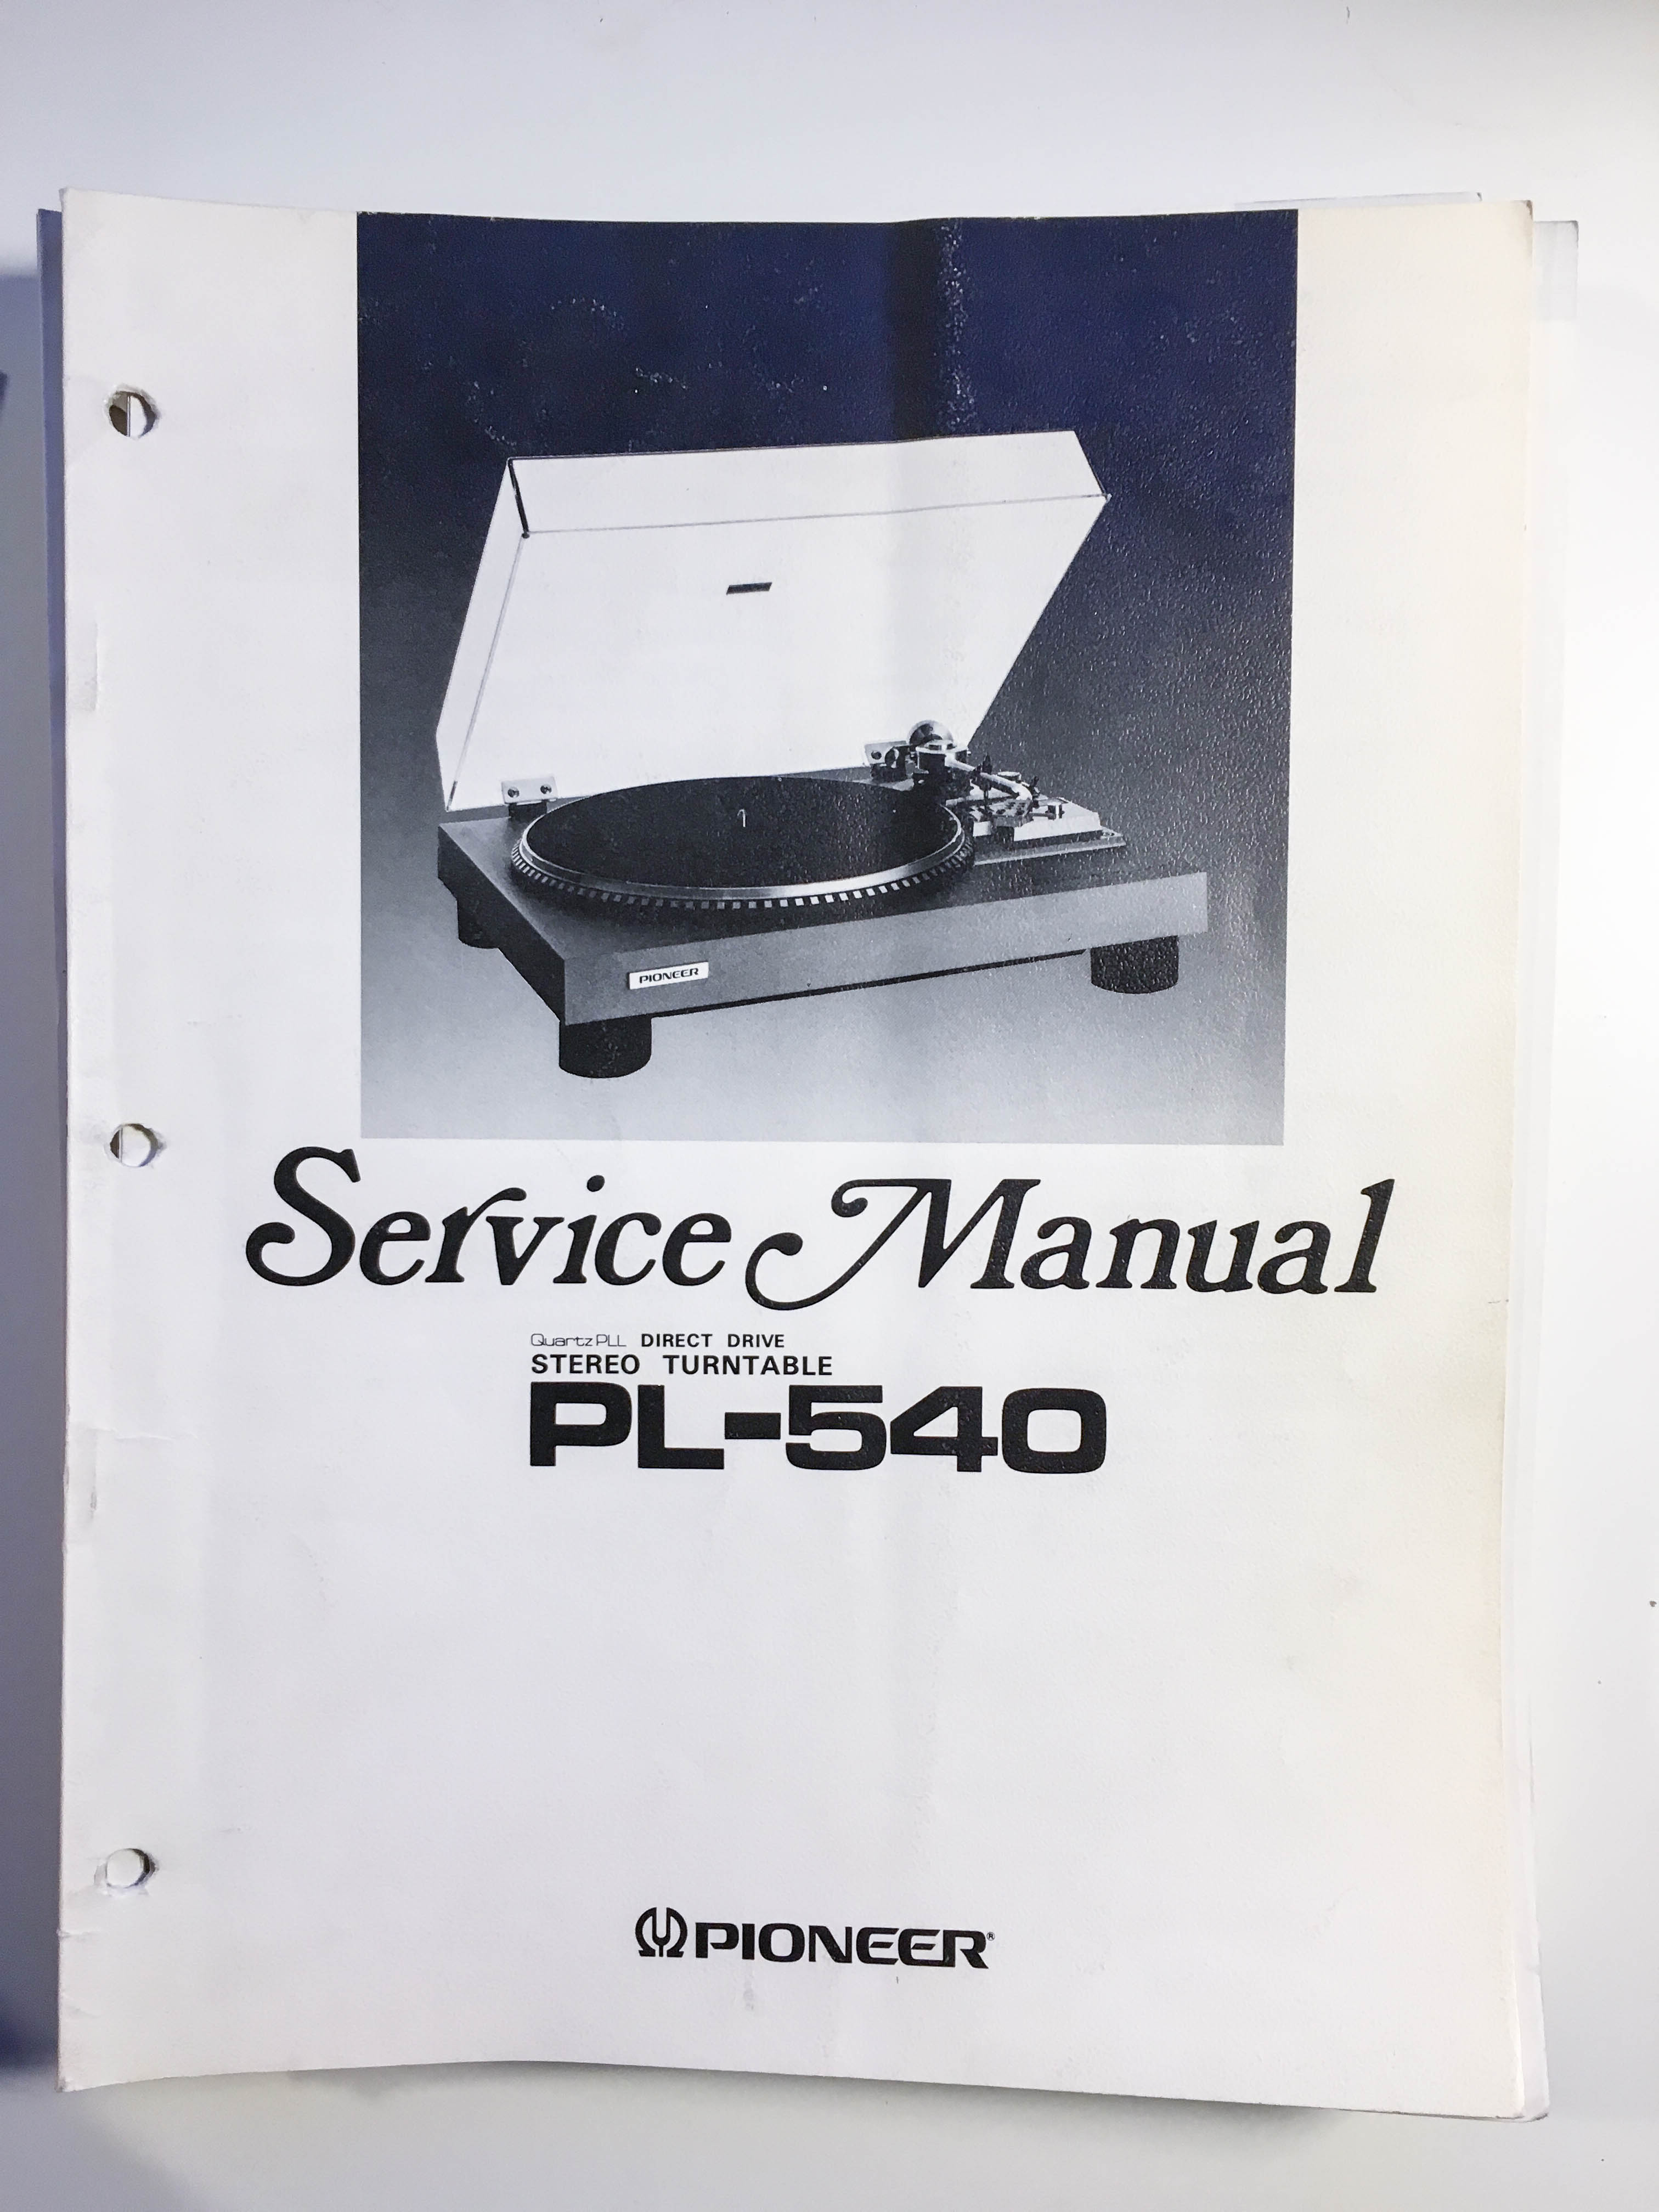 PIONEER
Service Manual
Quartz PLL DIRECT DRIVE
STEREO TURNTABLE
PL-540
PIONEER®